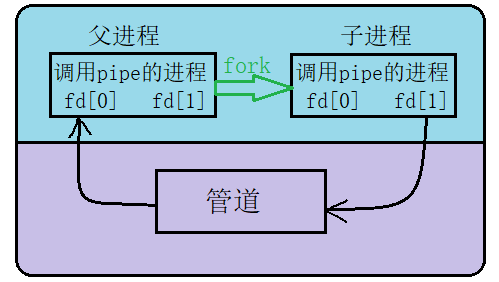 父进程
子进程
调用pipe的进程
fd[0] fd[1]
fork
调用pipe的进程
fd[0] fd[1]
管道